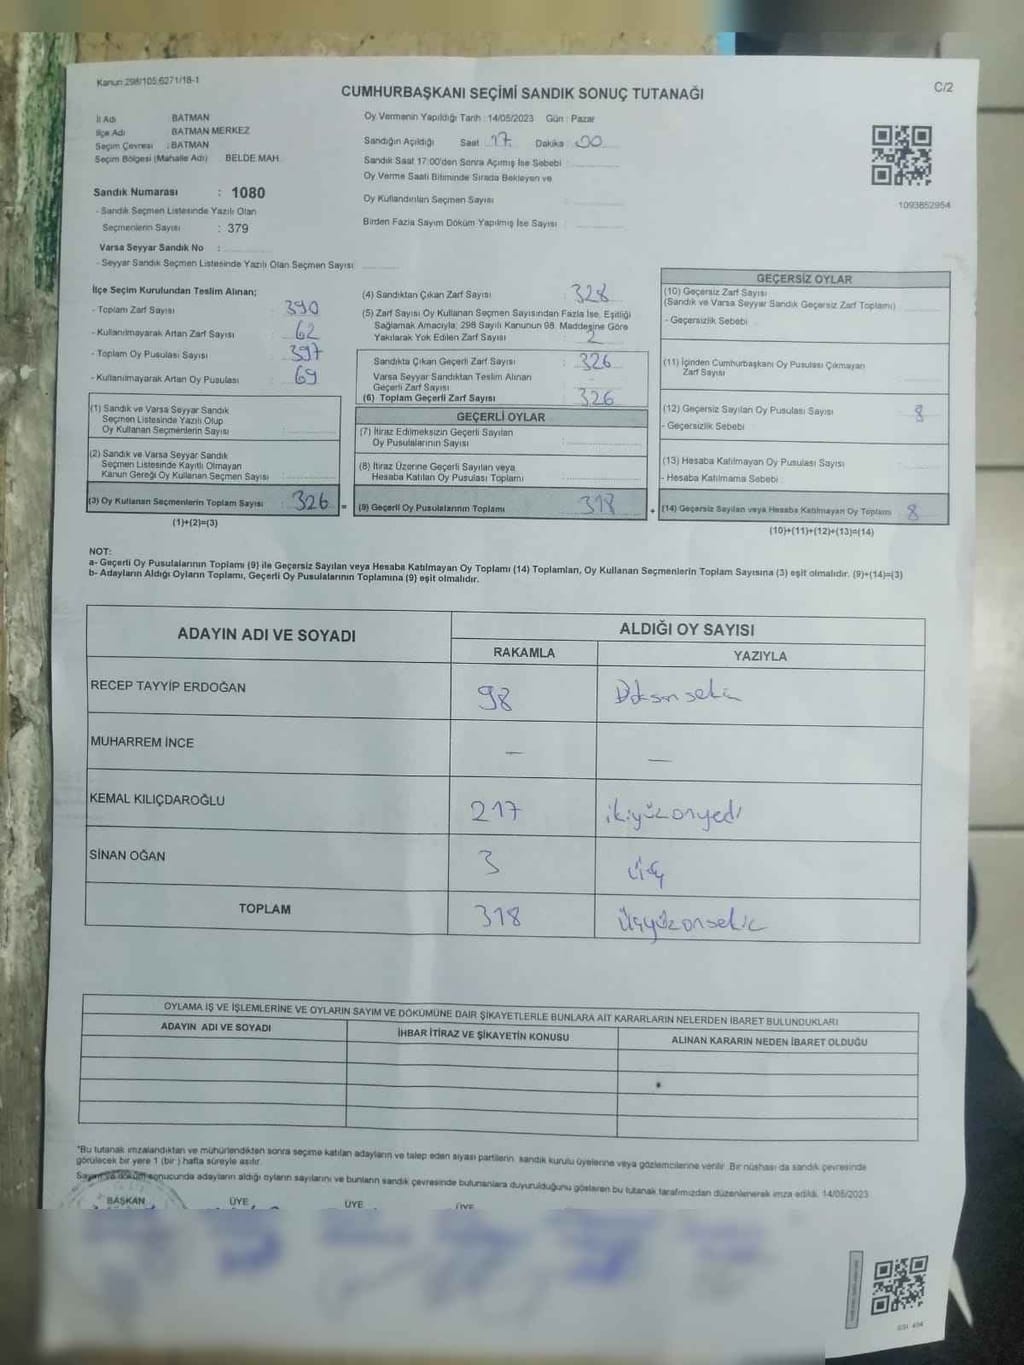 Kanun:298/105;6271/18-1
C/2
CUMHURBAŞKANI SEÇİMİ SANDIK SONUÇ TUTANAĞI
İl Adı BATMAN
İlçe Adı BATMAN MERKEZ
Seçim Çevresi : BATMAN
Seçim Bölgesi (Mahalle Adı) BELDE MAH.
Sandık Numarası : 1080
- Sandık Seçmen Listesinde Yazılı Olan
Seçmenlerin Sayısı : 379
Varsa Seyyar Sandık No :
- Seyyar Sandık Seçmen Listesinde Yazılı Olan Seçmen Sayısı
Oy Vermenin Yapıldığı Tarih : 14/05/2023 Gün : Pazar
Sandığın Açıldığı Saat 17 Dakika 00
Sandık Saat 17:00'den Sonra Açımış İse Sebebi :
Oy Verme Saati Bitiminde Sırada Bekleyen ve
Oy Kullandırılan Seçmen Sayısı :
Birden Fazla Sayım Döküm Yapılmış İse Sayısı :
1093852954
İlçe Seçim Kurulundan Teslim Alınan;
- Toplam Zarf Sayısı : 390
- Kullanılmayarak Artan Zarf Sayısı : 62
- Toplam Oy Pusulası Sayısı : 397
- Kullanılmayarak Artan Oy Pusulası : 69
(1) Sandık ve Varsa Seyyar Sandık
Seçmen Listesinde Yazılı Olup
Oy Kullanan Seçmenlerin Sayısı :
(2) Sandık ve Varsa Seyyar Sandık
Seçmen Listesinde Kayıtlı Olmayan
Kanun Gereği Oy Kullanan Seçmen Sayısı :
(3) Oy Kullanan Seçmenlerin Toplam Sayısı 326 =
(1)+(2)=(3)
(4) Sandıktan Çıkan Zarf Sayısı : 328
(5) Zarf Sayısı Oy Kullanan Seçmen Sayısından Fazla İse, Eşitliği
Sağlamak Amacıyla; 298 Sayılı Kanunun 98. Maddesine Göre
Yakılarak Yok Edilen Zarf Sayısı : 2
Sandıkta Çıkan Geçerli Zarf Sayısı : 326
Varsa Seyyar Sandıktan Teslim Alınan
Geçerli Zarf Sayısı
(6) Toplam Geçerli Zarf Sayısı : 326
GEÇERLİ OYLAR
(7) İtiraz Edilmeksizin Geçerli Sayılan
Oy Pusulalarının Sayısı :
(8) İtiraz Üzerine Geçerli Sayılan veya
Hesaba Katılan Oy Pusulası Toplamı :
(9) Geçerli Oy Pusulalarının Toplamı 318 +
GEÇERSİZ OYLAR
(10) Geçersiz Zarf Sayısı
(Sandık ve Varsa Seyyar Sandık Geçersiz Zarf Toplamı)
- Geçersizlik Sebebi
(11) İçinden Cumhurbaşkanı Oy Pusulası Çıkmayan
Zarf Sayısı
(12) Geçersiz Sayılan Oy Pusulası Sayısı 8
- Geçersizlik Sebebi
(13) Hesaba Katılmayan Oy Pusulası Sayısı
- Hesaba Katılmama Sebebi
(14) Geçersiz Sayılan veya Hesaba Katılmayan Oy Toplamı 8
(10)+(11)+(12)+(13)=(14)
NOT:
a- Geçerli Oy Pusulalarının Toplamı (9) ile Geçersiz Sayılan veya Hesaba Katılmayan Oy Toplamı (14) Toplamları, Oy Kullanan Seçmenlerin Toplam Sayısına (3) eşit olmalıdır. (9)+(14)=(3)
b- Adayların Aldığı Oyların Toplamı, Geçerli Oy Pusulalarının Toplamına (9) eşit olmalıdır.
ADAYIN ADI VE SOYADI ALDIĞI OY SAYISI
RAKAMLA YAZIYLA
RECEP TAYYİP ERDOĞAN 98 Doksan sekiz
MUHARREM İNCE — —
KEMAL KILIÇDAROĞLU 217 ikiyüzonyedi
SİNAN OĞAN 3 üç
TOPLAM 318 Üçyüzonsekiz
OYLAMA İŞ VE İŞLEMLERİNE VE OYLARIN SAYIM VE DÖKÜMÜNE DAİR ŞİKAYETLERLE BUNLARA AİT KARARLARIN NELERDEN İBARET BULUNDUKLARI
ADAYIN ADI VE SOYADI İHBAR İTİRAZ VE ŞİKAYETİN KONUSU ALINAN KARARIN NEDEN İBARET OLDUĞU
*Bu tutanak imzalandıktan ve mühürlendikten sonra seçime katılan adayların ve talep eden siyasi partilerin, sandık kurulu üyelerine veya gözlemcilerine verilir. Bir nüshası da sandık çevresinde
görülecek bir yere 1 (bir) hafta süreyle asılır.
Sayım ve döküm sonucunda adayların aldığı oyların sayılarını ve bunların sandık çevresinde bulunanlara duyurulduğunu gösteren bu tutanak tarafımızdan düzenlenerek imza edildi. 14/05/2023
BAŞKAN ÜYE ÜYE ÜYE